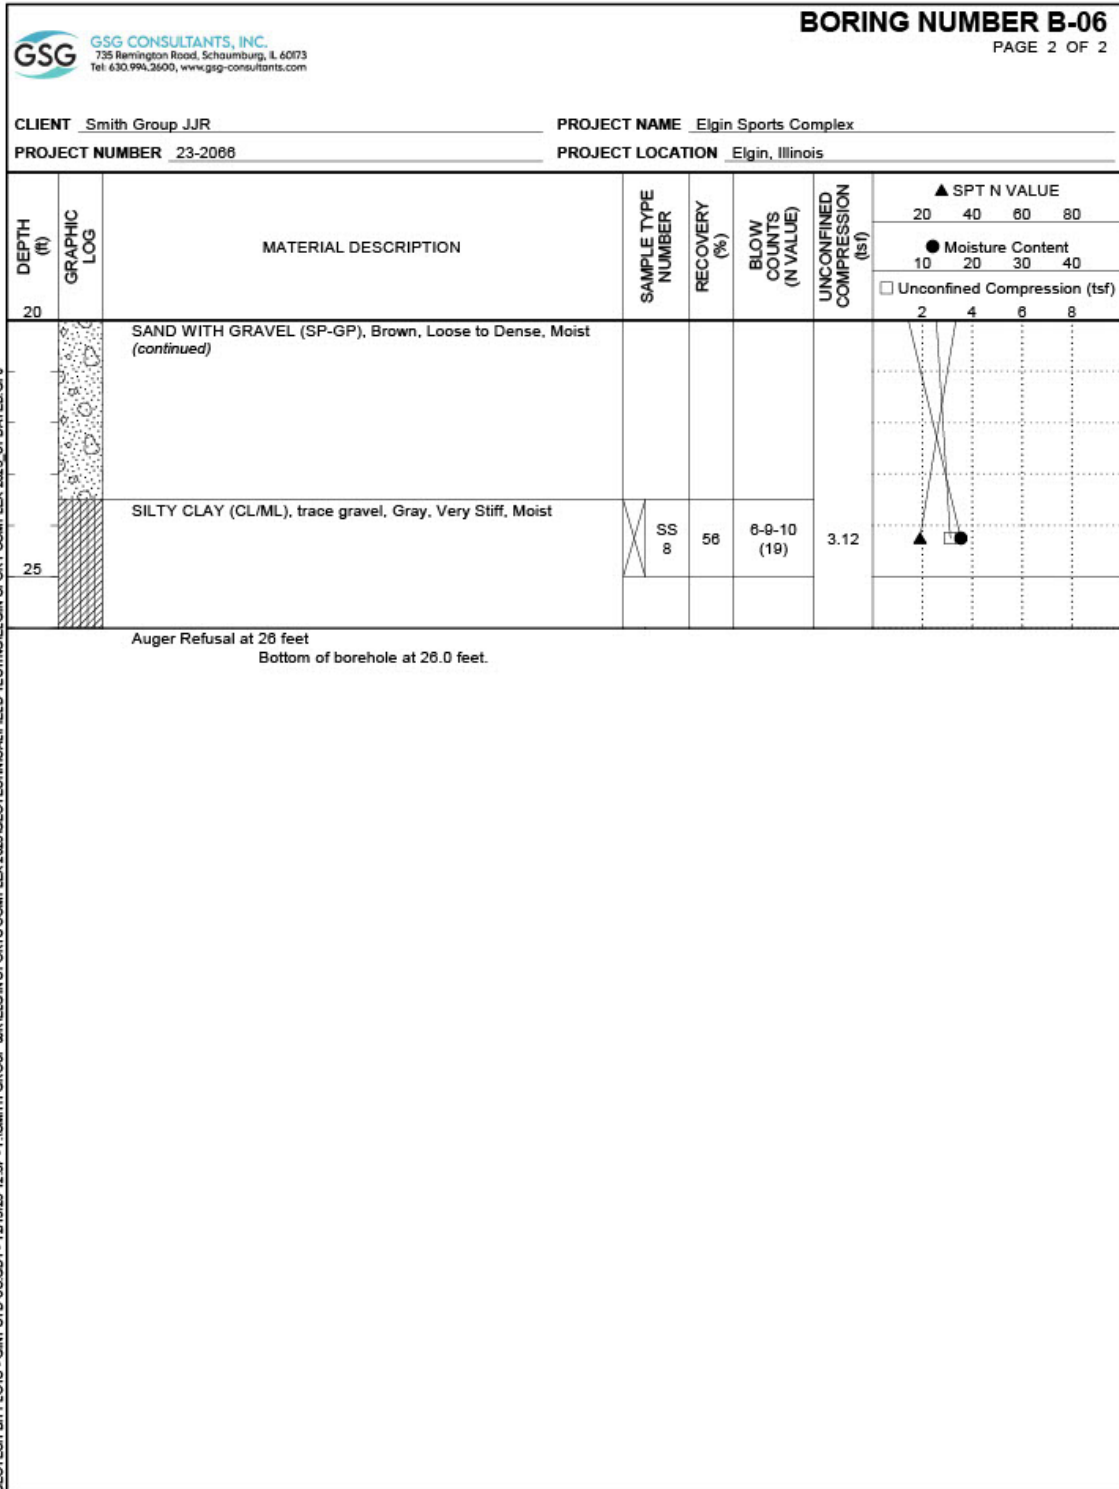 BORING NUMBER B-06
PAGE 2 OF 2
GSG
GSG CONSULTANTS, INC.
735 Remington Road, Schaumburg, IL 60173
Tel: 630.994.2600, www.gsg-consultants.com
CLIENT Smith Group JJR
PROJECT NAME Elgin Sports Complex
PROJECT NUMBER 23-2066
PROJECT LOCATION Elgin, Illinois
DEPTH
(ft)
GRAPHIC
LOG
MATERIAL DESCRIPTION
SAMPLE TYPE
NUMBER
RECOVERY
(%)
BLOW
COUNTS
(N VALUE)
UNCONFINED
COMPRESSION
(tsf)
▲ SPT N VALUE
20 40 60 80
● Moisture Content
10 20 30 40
□ Unconfined Compression (tsf)
2 4 6 8
20
SAND WITH GRAVEL (SP-GP), Brown, Loose to Dense, Moist
(continued)
SILTY CLAY (CL/ML), trace gravel, Gray, Very Stiff, Moist
SS
8
56
6-9-10
(19)
3.12
25
Auger Refusal at 26 feet
Bottom of borehole at 26.0 feet.